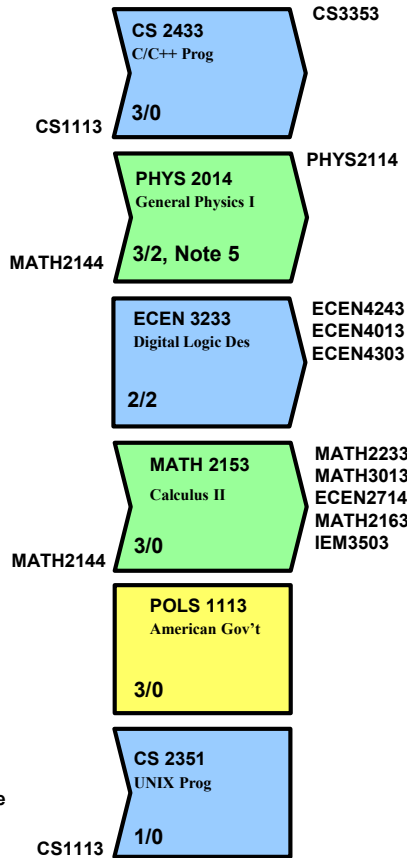 CS3353
CS 2433
C/C++ Prog
3/0
CS1113
PHYS2114
PHYS 2014
General Physics I
3/2, Note 5
MATH2144
ECEN4243
ECEN4013
ECEN4303
ECEN 3233
Digital Logic Des
2/2
MATH2233
MATH3013
ECEN2714
MATH2163
IEM3503
MATH 2153
Calculus II
3/0
MATH2144
POLS 1113
American Gov't
3/0
CS 2351
UNIX Prog
e
1/0
CS1113